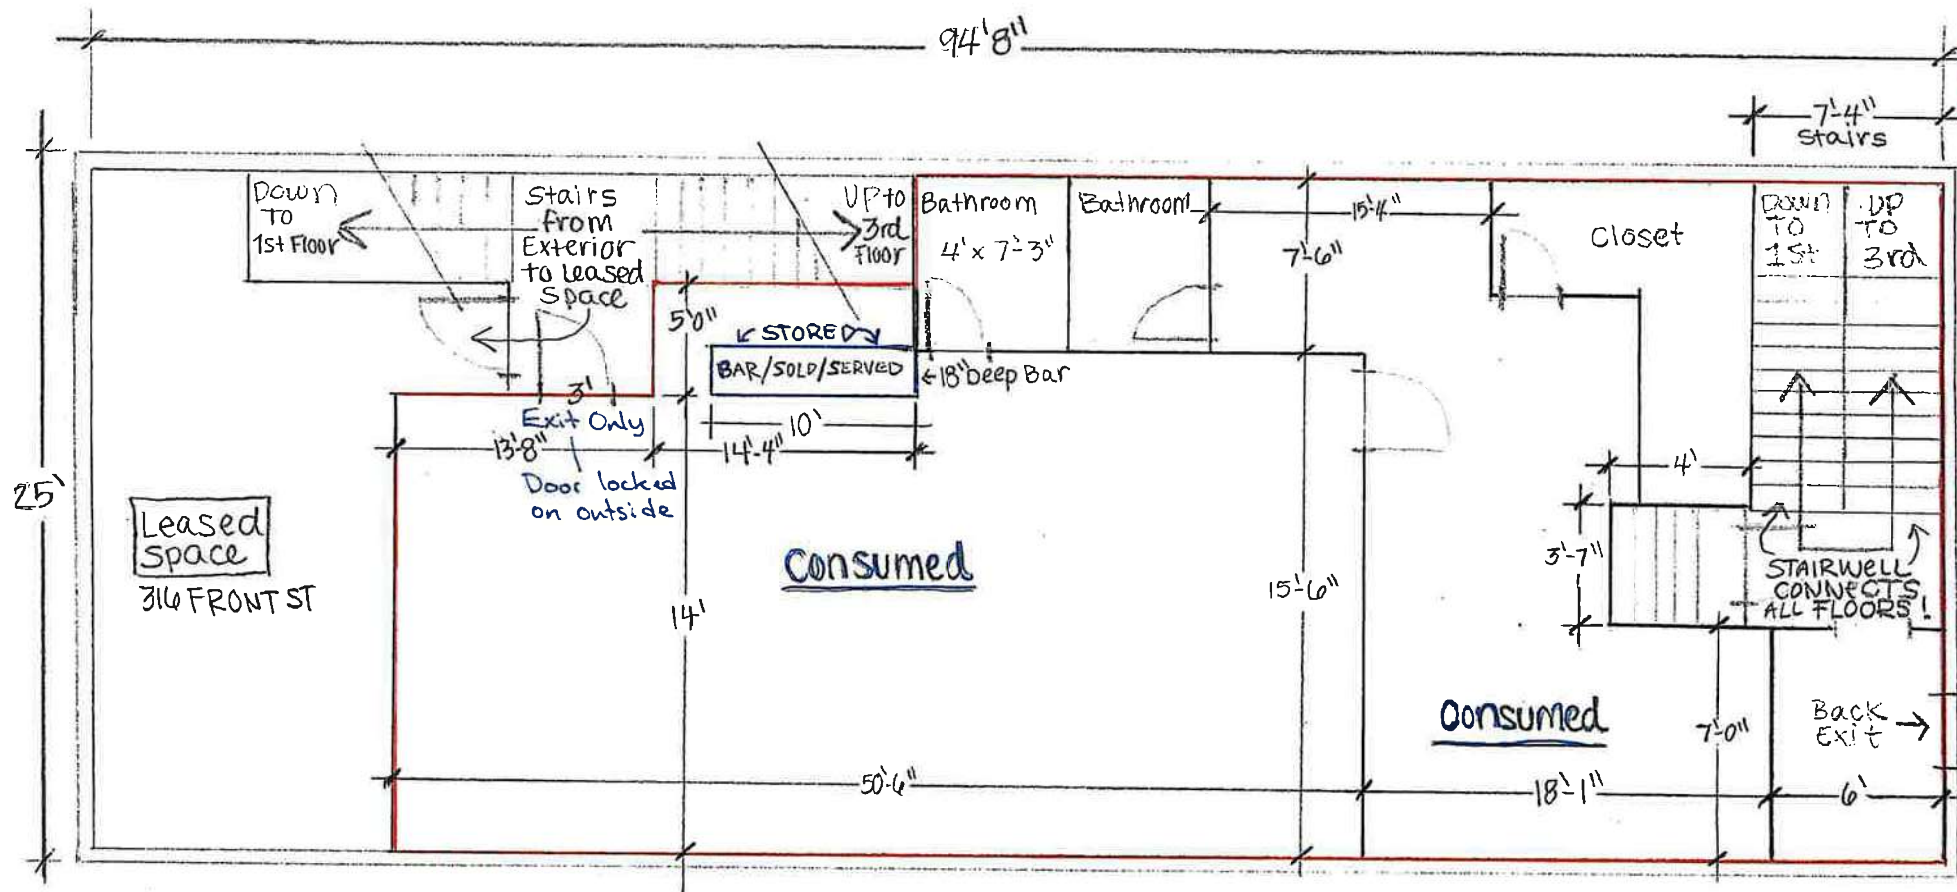 94'8"
7'-4"
stairs
Down
TO
1st Floor
Stairs
from
Exterior
to Leased
Space
UP to
3rd
Floor
Bathroom
4' x 7'-3"
Bathroom
15'-4"
7'-6"
Closet
DOWN
TO
1st
UP
TO
3rd
5'0"
STORED
BAR/SOLD/SERVED
18" Deep Bar
3'
Exit Only
10'
13'-8"
14'-4"
Door locked
on outside
4'
25'
Leased
Space
316 FRONT ST
Consumed
14'
15'-6"
3'-7"
STAIRWELL
CONNECTS
ALL FLOORS!
Consumed
7'-0"
Back
Exit
50'-6"
18'-1"
6'